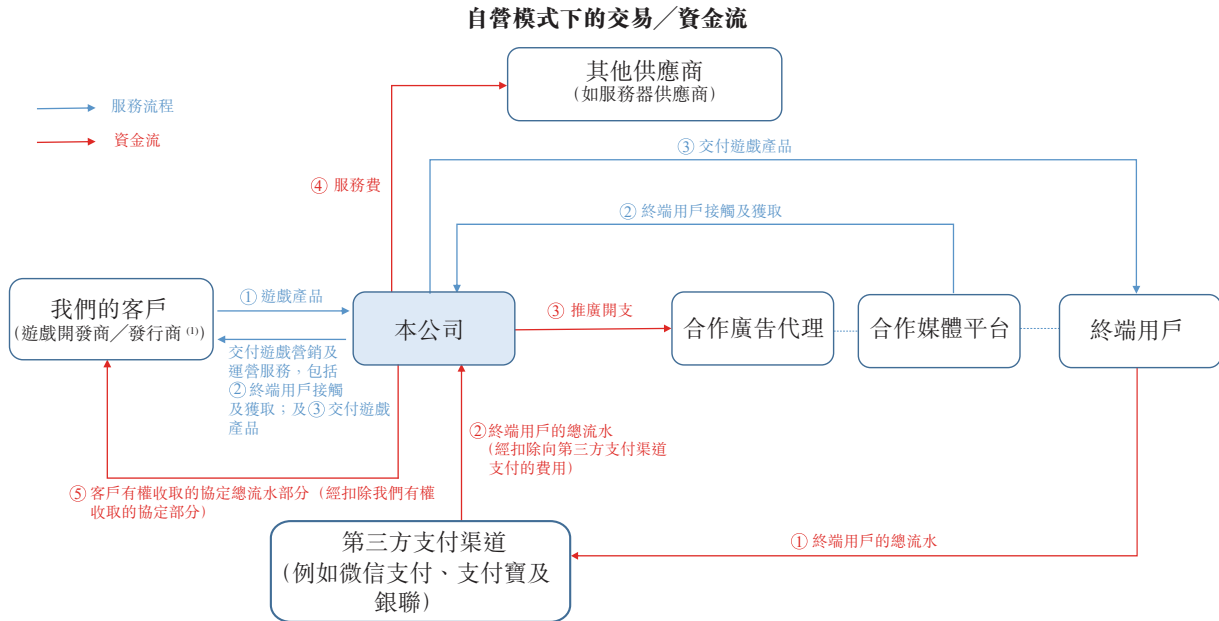 自營模式下的交易／資金流
其他供應商
(如服務器供應商)
服務流程
資金流
③ 交付遊戲產品
④ 服務費
② 終端用戶接觸及獲取
我們的客戶
(遊戲開發商／發行商 (1))
① 遊戲產品
本公司
③ 推廣開支
合作廣告代理
合作媒體平台
終端用戶
交付遊戲營銷及
運營服務，包括
② 終端用戶接觸
及獲取；及③ 交付遊戲
產品
② 終端用戶的總流水
(經扣除向第三方支付渠道
支付的費用)
⑤ 客戶有權收取的協定總流水部分 (經扣除我們有權
收取的協定部分)
第三方支付渠道
(例如微信支付、支付寶及
銀聯)
① 終端用戶的總流水